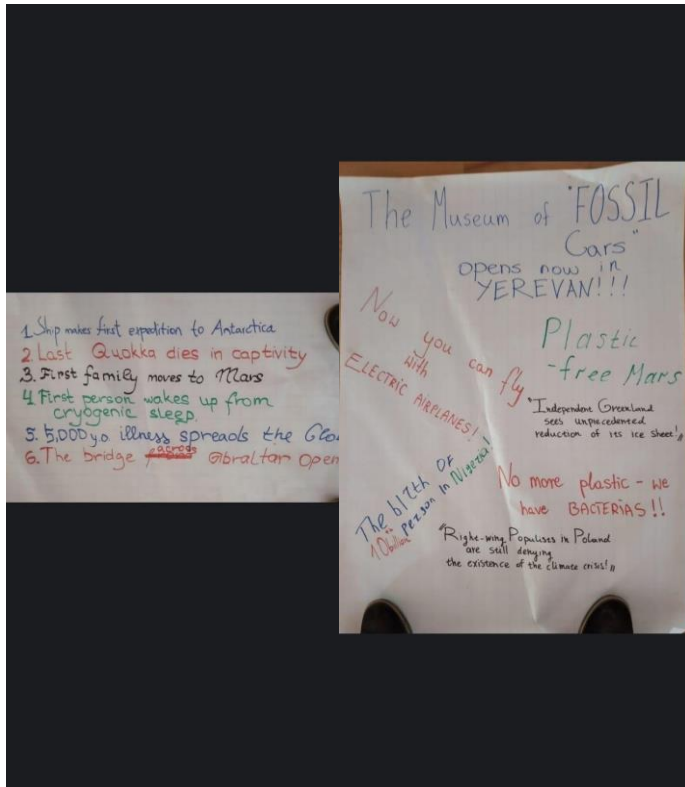 1 Ship makes first expedition to Antarctica
2. Last Quokka dies in captivity
3. First family moves to Mars
4 First person wakes up from
cryogenic sleep.
5. 5,000 y.o. illness spreads the Glo
6. The bridge across Gibraltar Open
The Museum of "FOSSIL
Cars"
opens now in
YEREVAN!!!
Now you can fly
with
ELECTRIC AIRPLANES!
Plastic
-free Mars
"Independent Greenland
sees unprecedented
reduction of its ice sheet!"
The birth OF
10 billion person in Nigeria!
No more plastic - we
have BACTERIAS!!
"Right-wing Populists in Poland
are still denying
the existence of the climate crisis!"